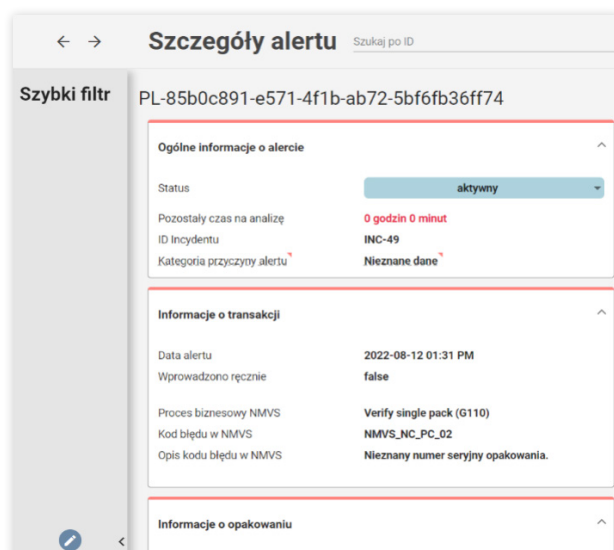 Szczegóły alertu Szukaj po ID
Szybki filtr
PL-85b0c891-e571-4f1b-ab72-5bf6fb36ff74
Ogólne informacje o alercie
Status aktywny
Pozostały czas na analizę 0 godzin 0 minut
ID Incydentu INC-49
Kategoria przyczyny alertu Nieznane dane
Informacje o transakcji
Data alertu 2022-08-12 01:31 PM
Wprowadzono ręcznie false
Proces biznesowy NMVS Verify single pack (G110)
Kod błędu w NMVS NMVS_NC_PC_02
Opis kodu błędu w NMVS Nieznany numer seryjny opakowania.
Informacje o opakowaniu